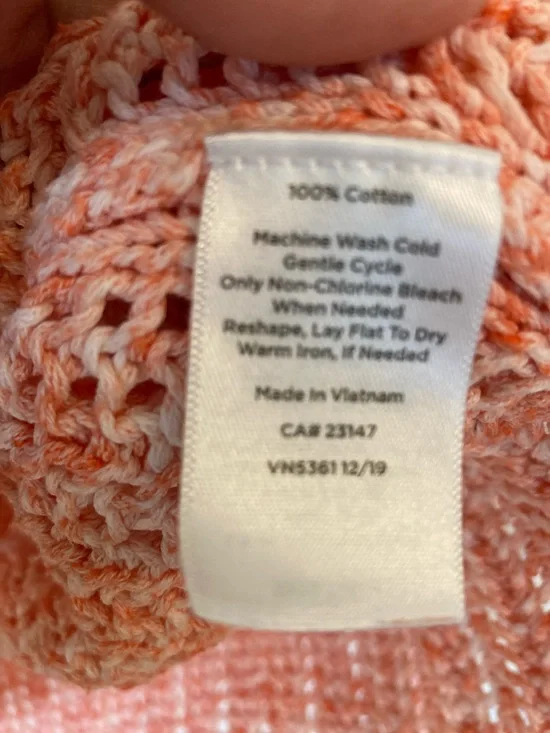 100% Cotton
Machine Wash Cold
Gentle Cycle
Only Non-Chlorine Bleach
When Needed
Reshape, Lay Flat To Dry
Warm Iron, If Needed
Made In Vietnam
CA# 23147
VN5361 12/19